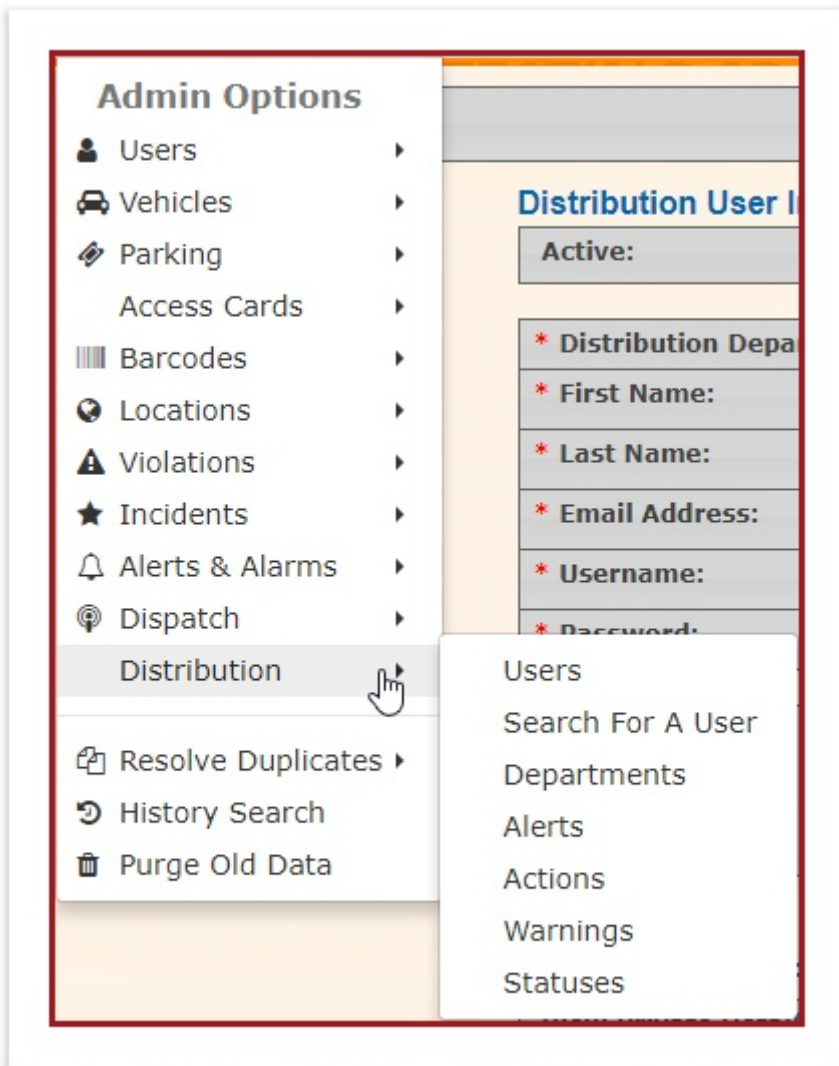 Admin Options
Users
Vehicles
Parking
Access Cards
Barcodes
Locations
Violations
Incidents
Alerts & Alarms
Dispatch
Distribution
Resolve Duplicates
History Search
Purge Old Data
Distribution User
Active:
* Distribution
* First Name:
* Last Name:
* Email Address:
* Username:
* Password:
Users
Search For A User
Departments
Alerts
Actions
Warnings
Statuses